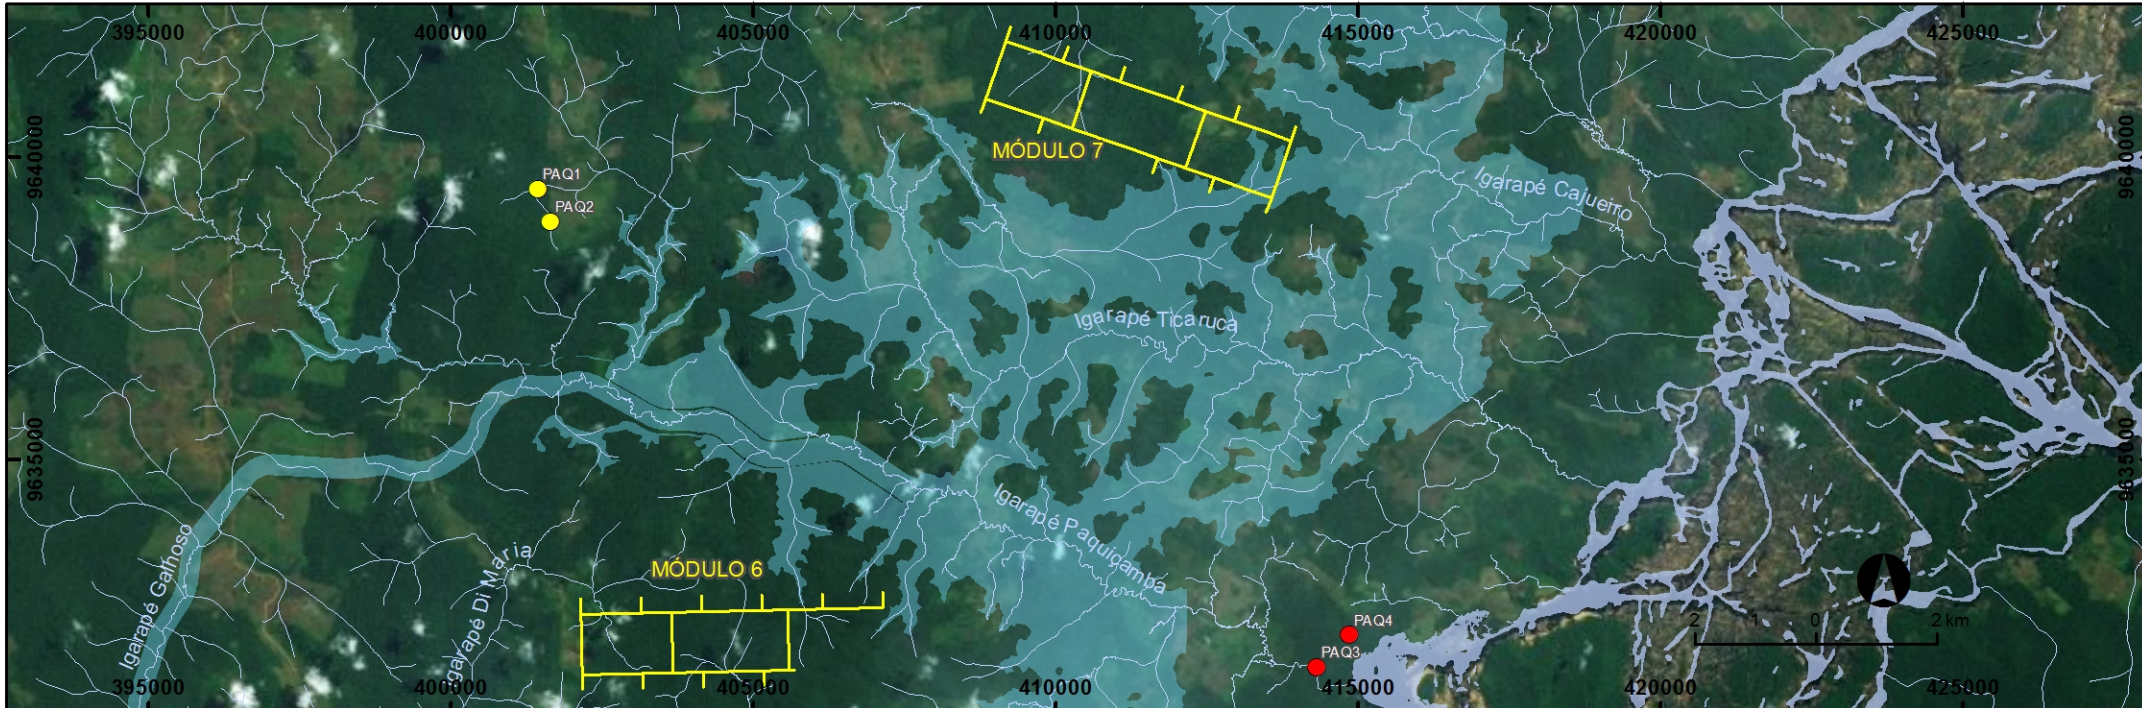 395000 400000 405000 410000 415000 420000 425000
9640000 9640000
MÓDULO 7
PAQ1
Igarapé Cajueiro
PAQ2
Igarapé Ticaruca
9635000 9635000
Igarapé Paquiçamba
Igarapé Galhoso
Igarapé Di Maria
MÓDULO 6
PAQ4
2 1 0 2 km
PAQ3
395000 400000 405000 410000 415000 420000 425000